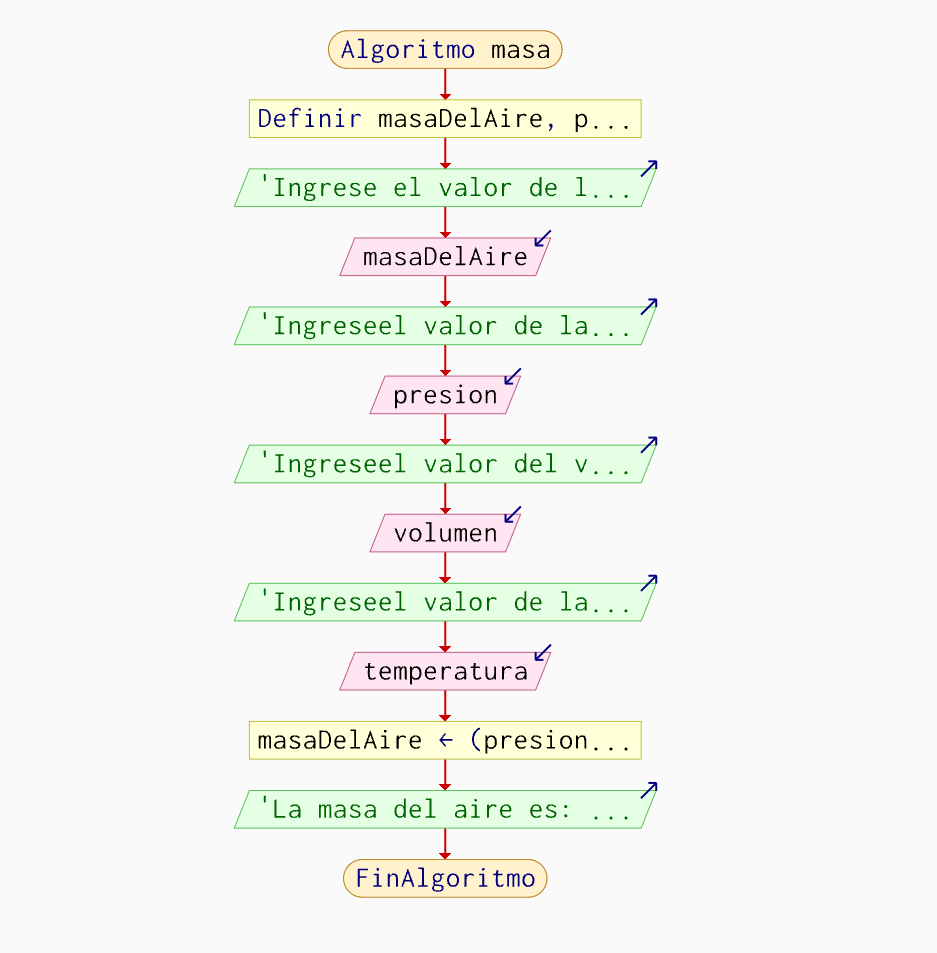 Algoritmo masa
Definir masaDelAire, p...
'Ingrese el valor de l...
masaDelAire
'Ingreseel valor de la...
presion
'Ingreseel valor del v...
volumen
'Ingreseel valor de la...
temperatura
masaDelAire ← (presion...
'La masa del aire es: ...
FinAlgoritmo